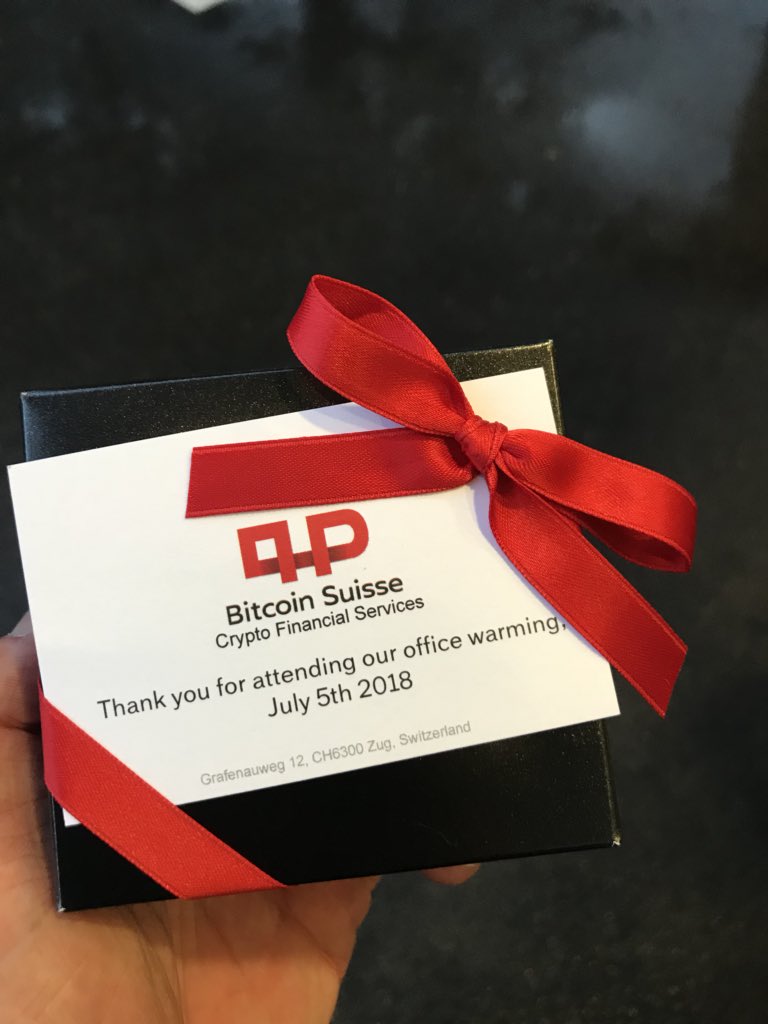 Bitcoin Suisse
Crypto Financial Services
Thank you for attending our office warming,
July 5th 2018
Grafenauweg 12, CH6300 Zug, Switzerland